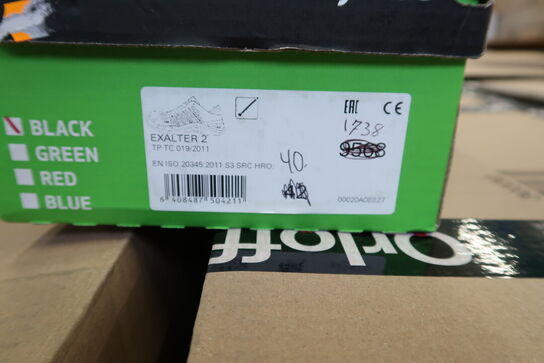 BLACK
GREEN
RED
BLUE
EXALTER 2
TP TC 019/2011
EN ISO 20345:2011 S3 SRC HRO:
40.
EAC CE
1738
9568
6 408487 504211
Orloff